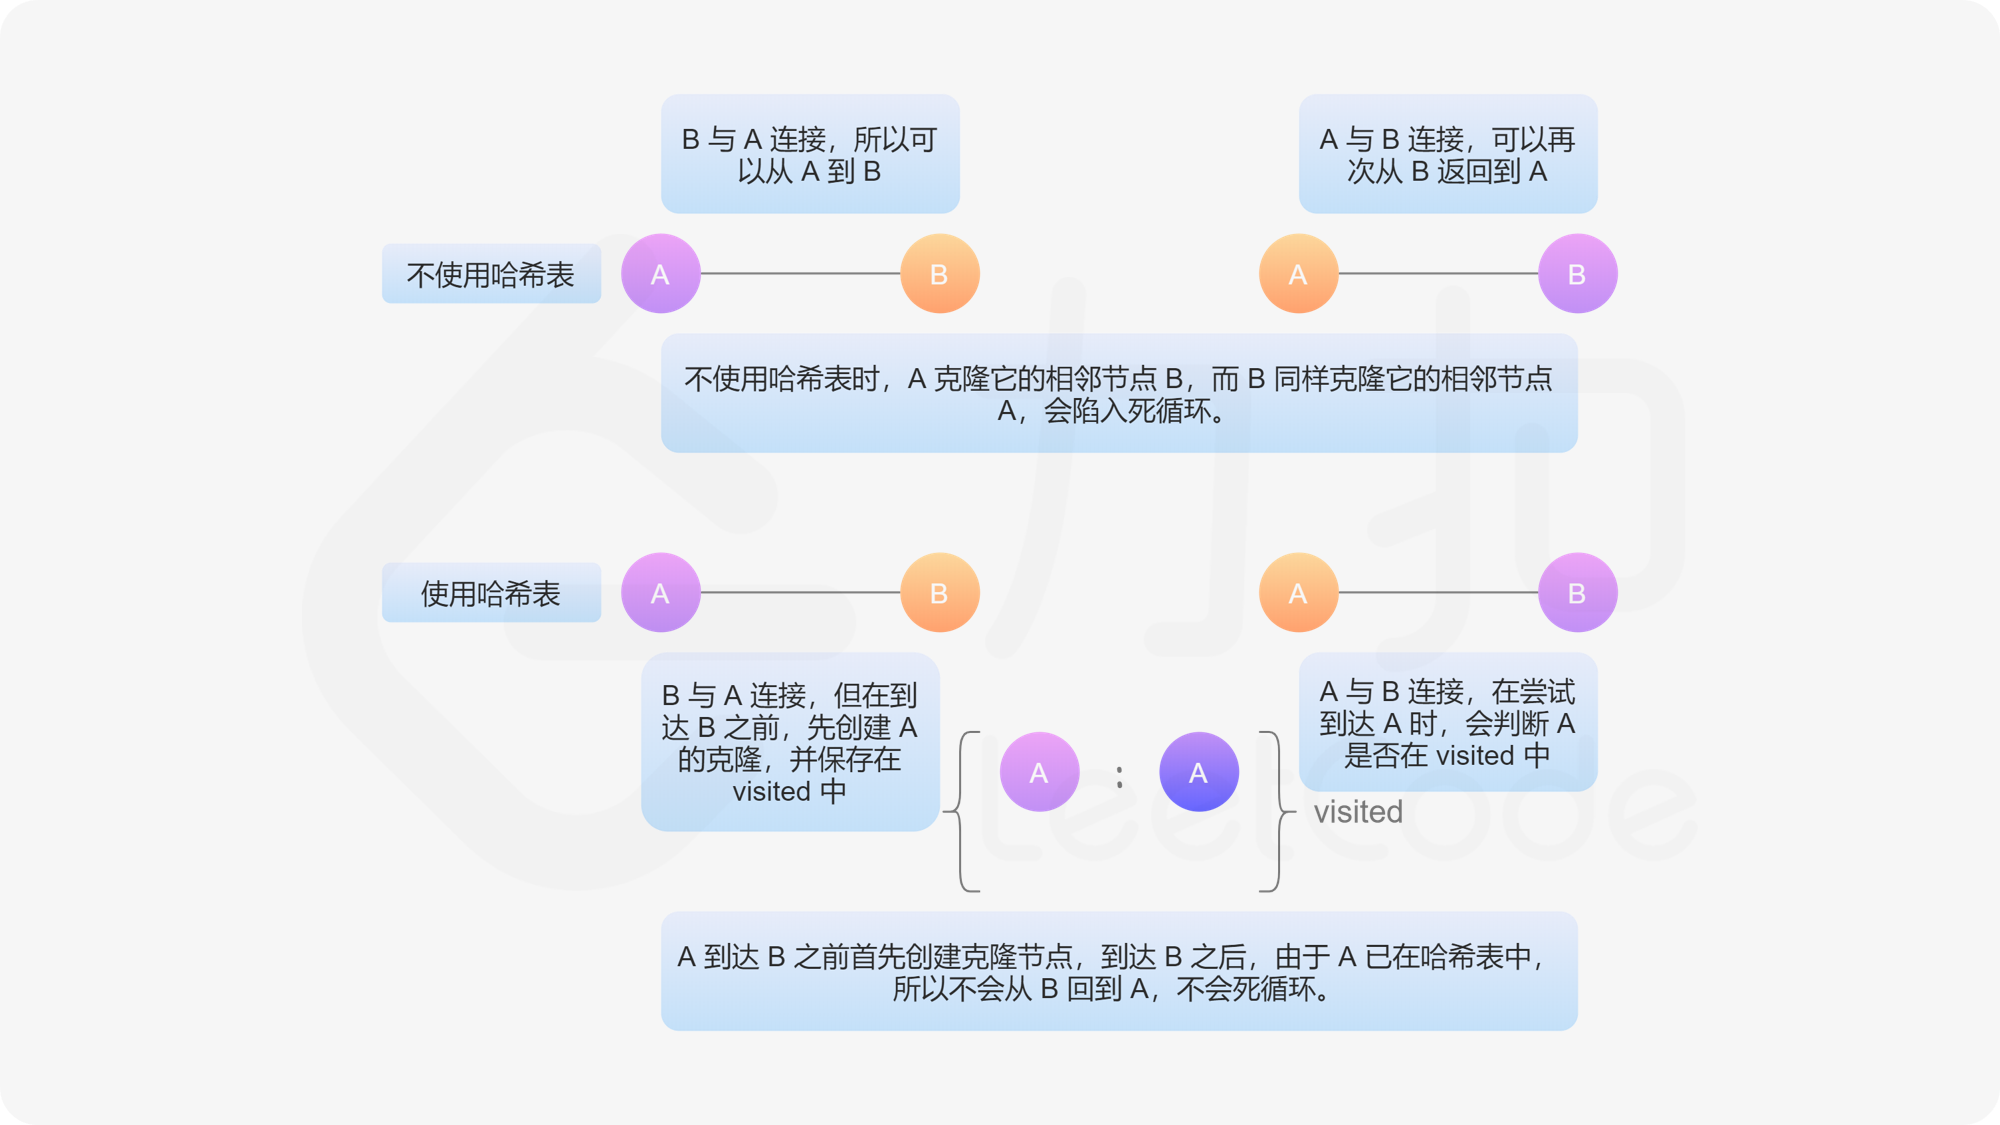 B 与 A 连接，所以可
以从 A 到 B
A 与 B 连接，可以再
次从 B 返回到 A
不使用哈希表
A
B
A
B
不使用哈希表时，A 克隆它的相邻节点 B，而 B 同样克隆它的相邻节点
A，会陷入死循环。
使用哈希表
A
B
A
B
B 与 A 连接，但在到
达 B 之前，先创建 A
的克隆，并保存在
visited 中
A
:
A
A 与 B 连接，在尝试
到达 A 时，会判断 A
是否在 visited 中
visited
A 到达 B 之前首先创建克隆节点，到达 B 之后，由于 A 已在哈希表中，
所以不会从 B 回到 A，不会死循环。
力扣
LeetCode